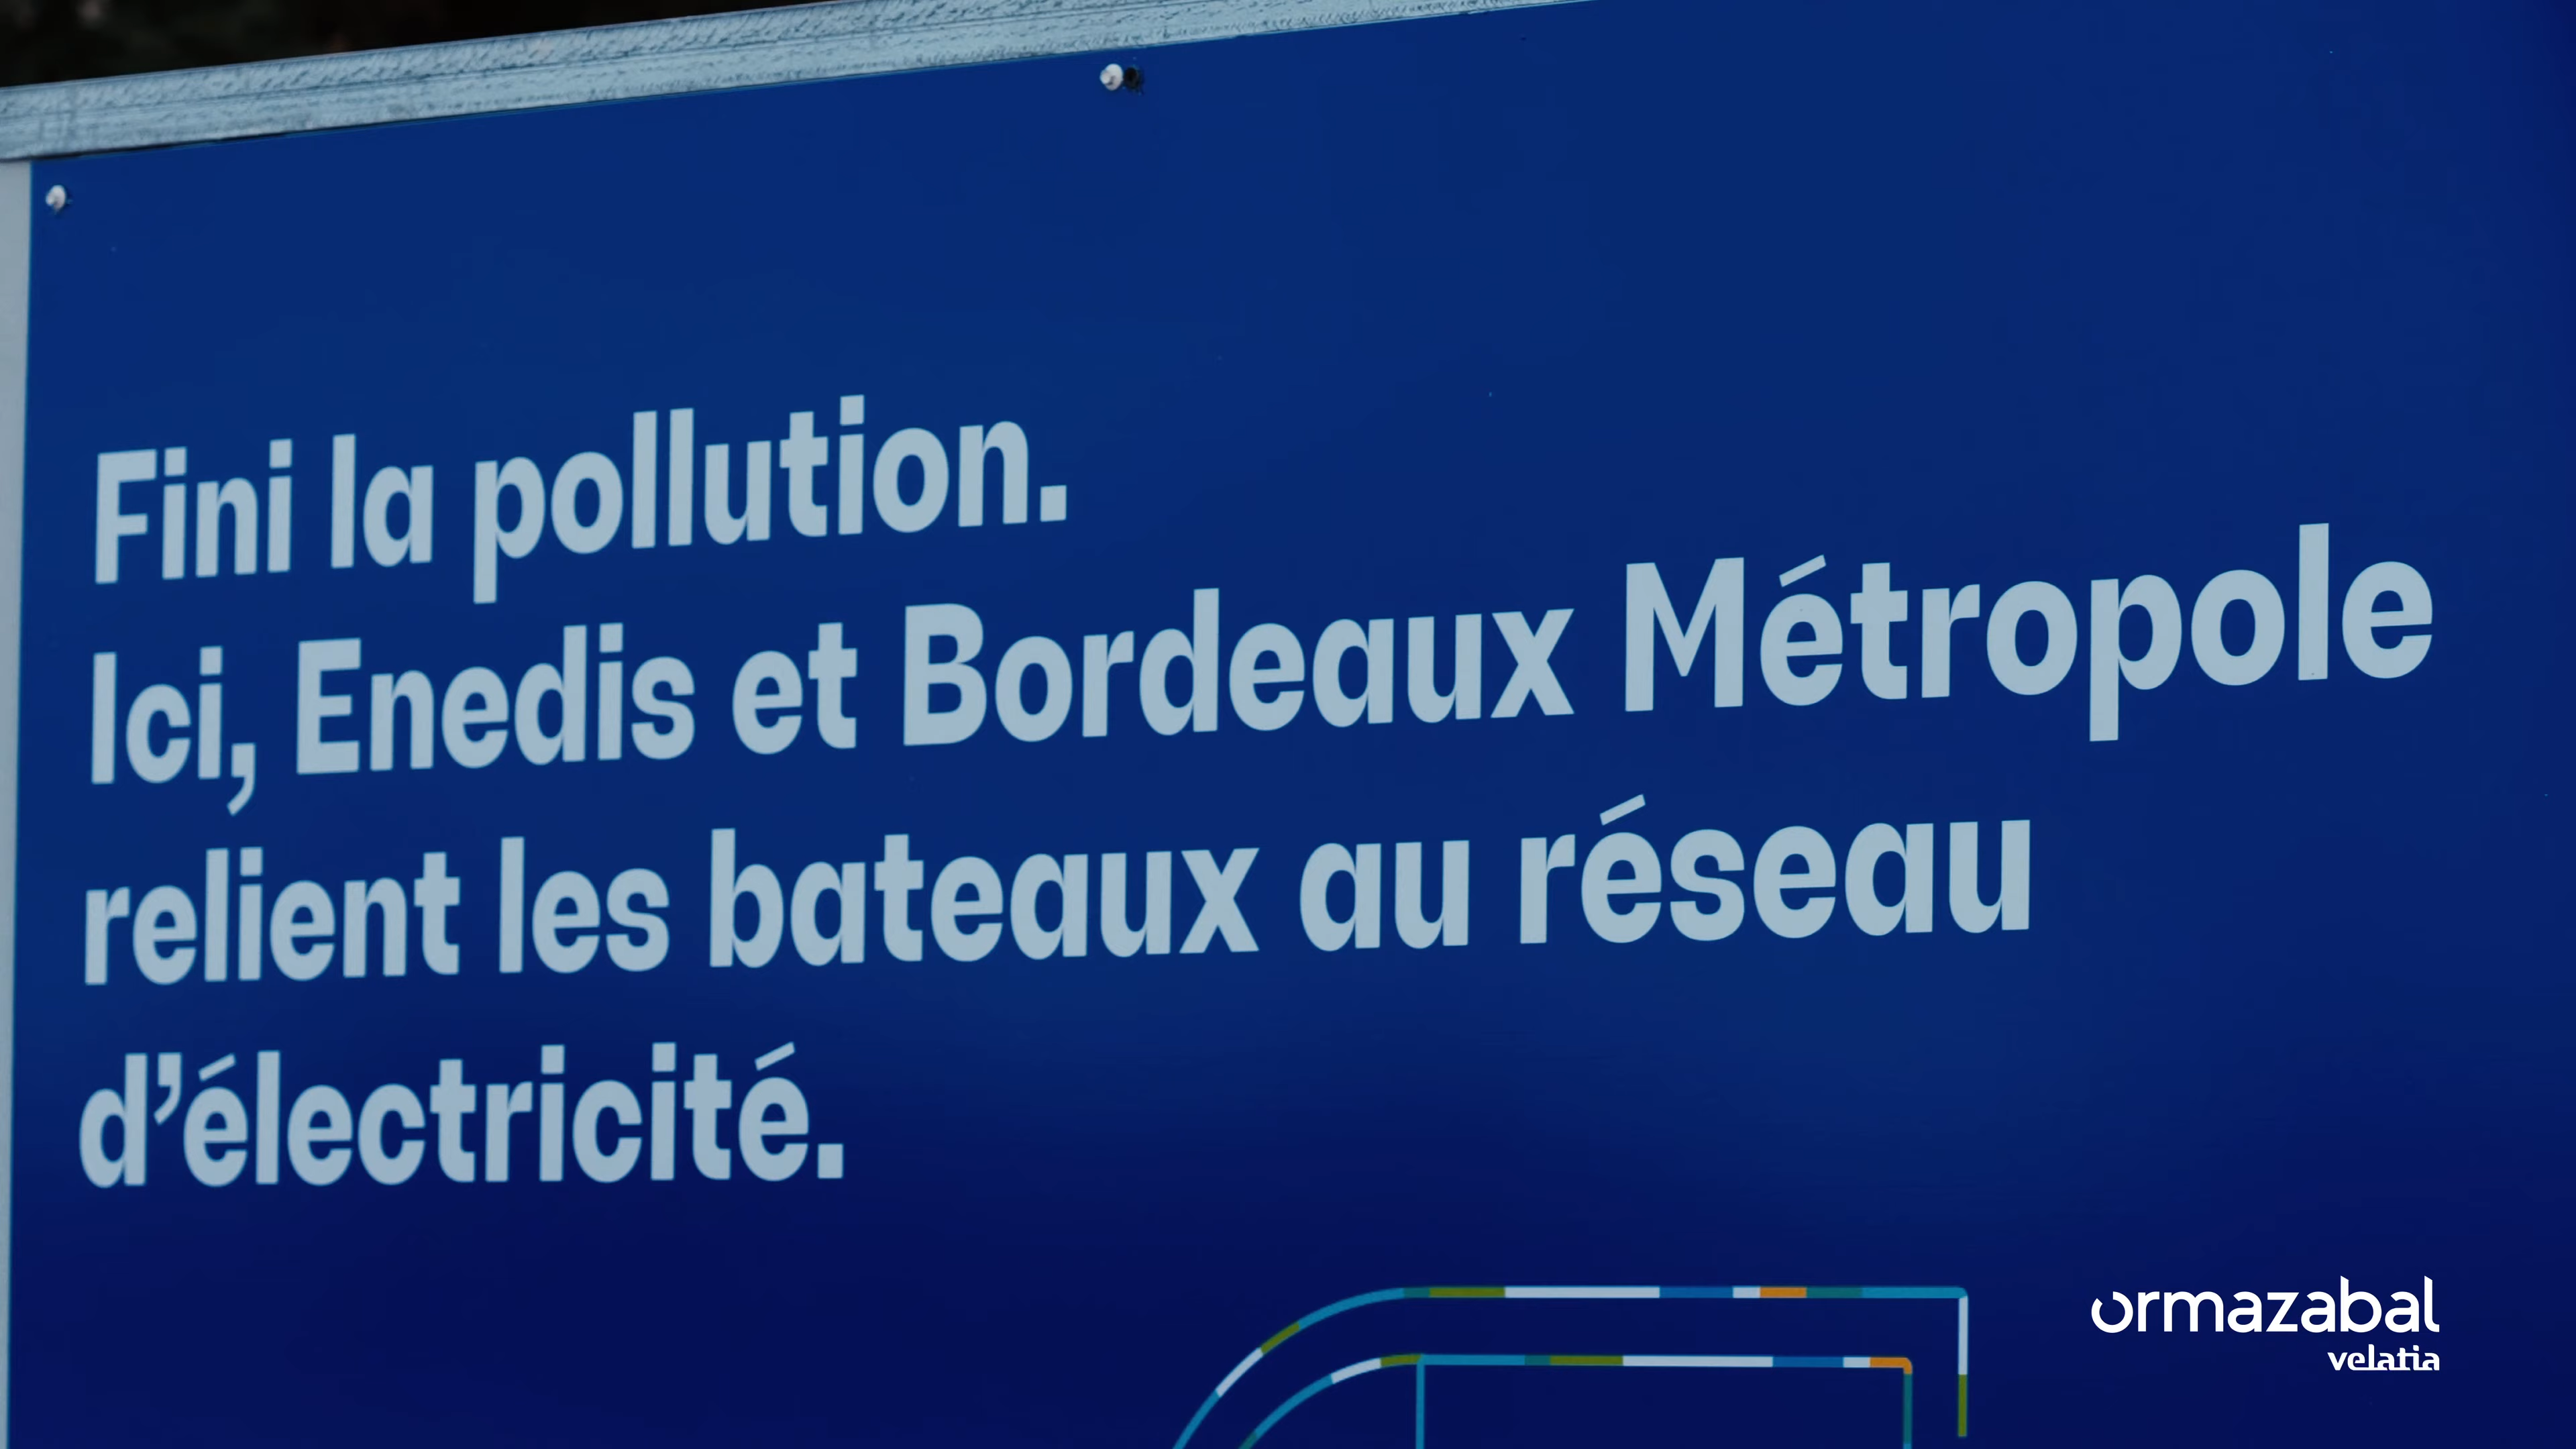 Fini la pollution.
Ici, Enedis et Bordeaux Métropole
relient les bateaux au réseau
d’électricité.
ormazabal
velatia